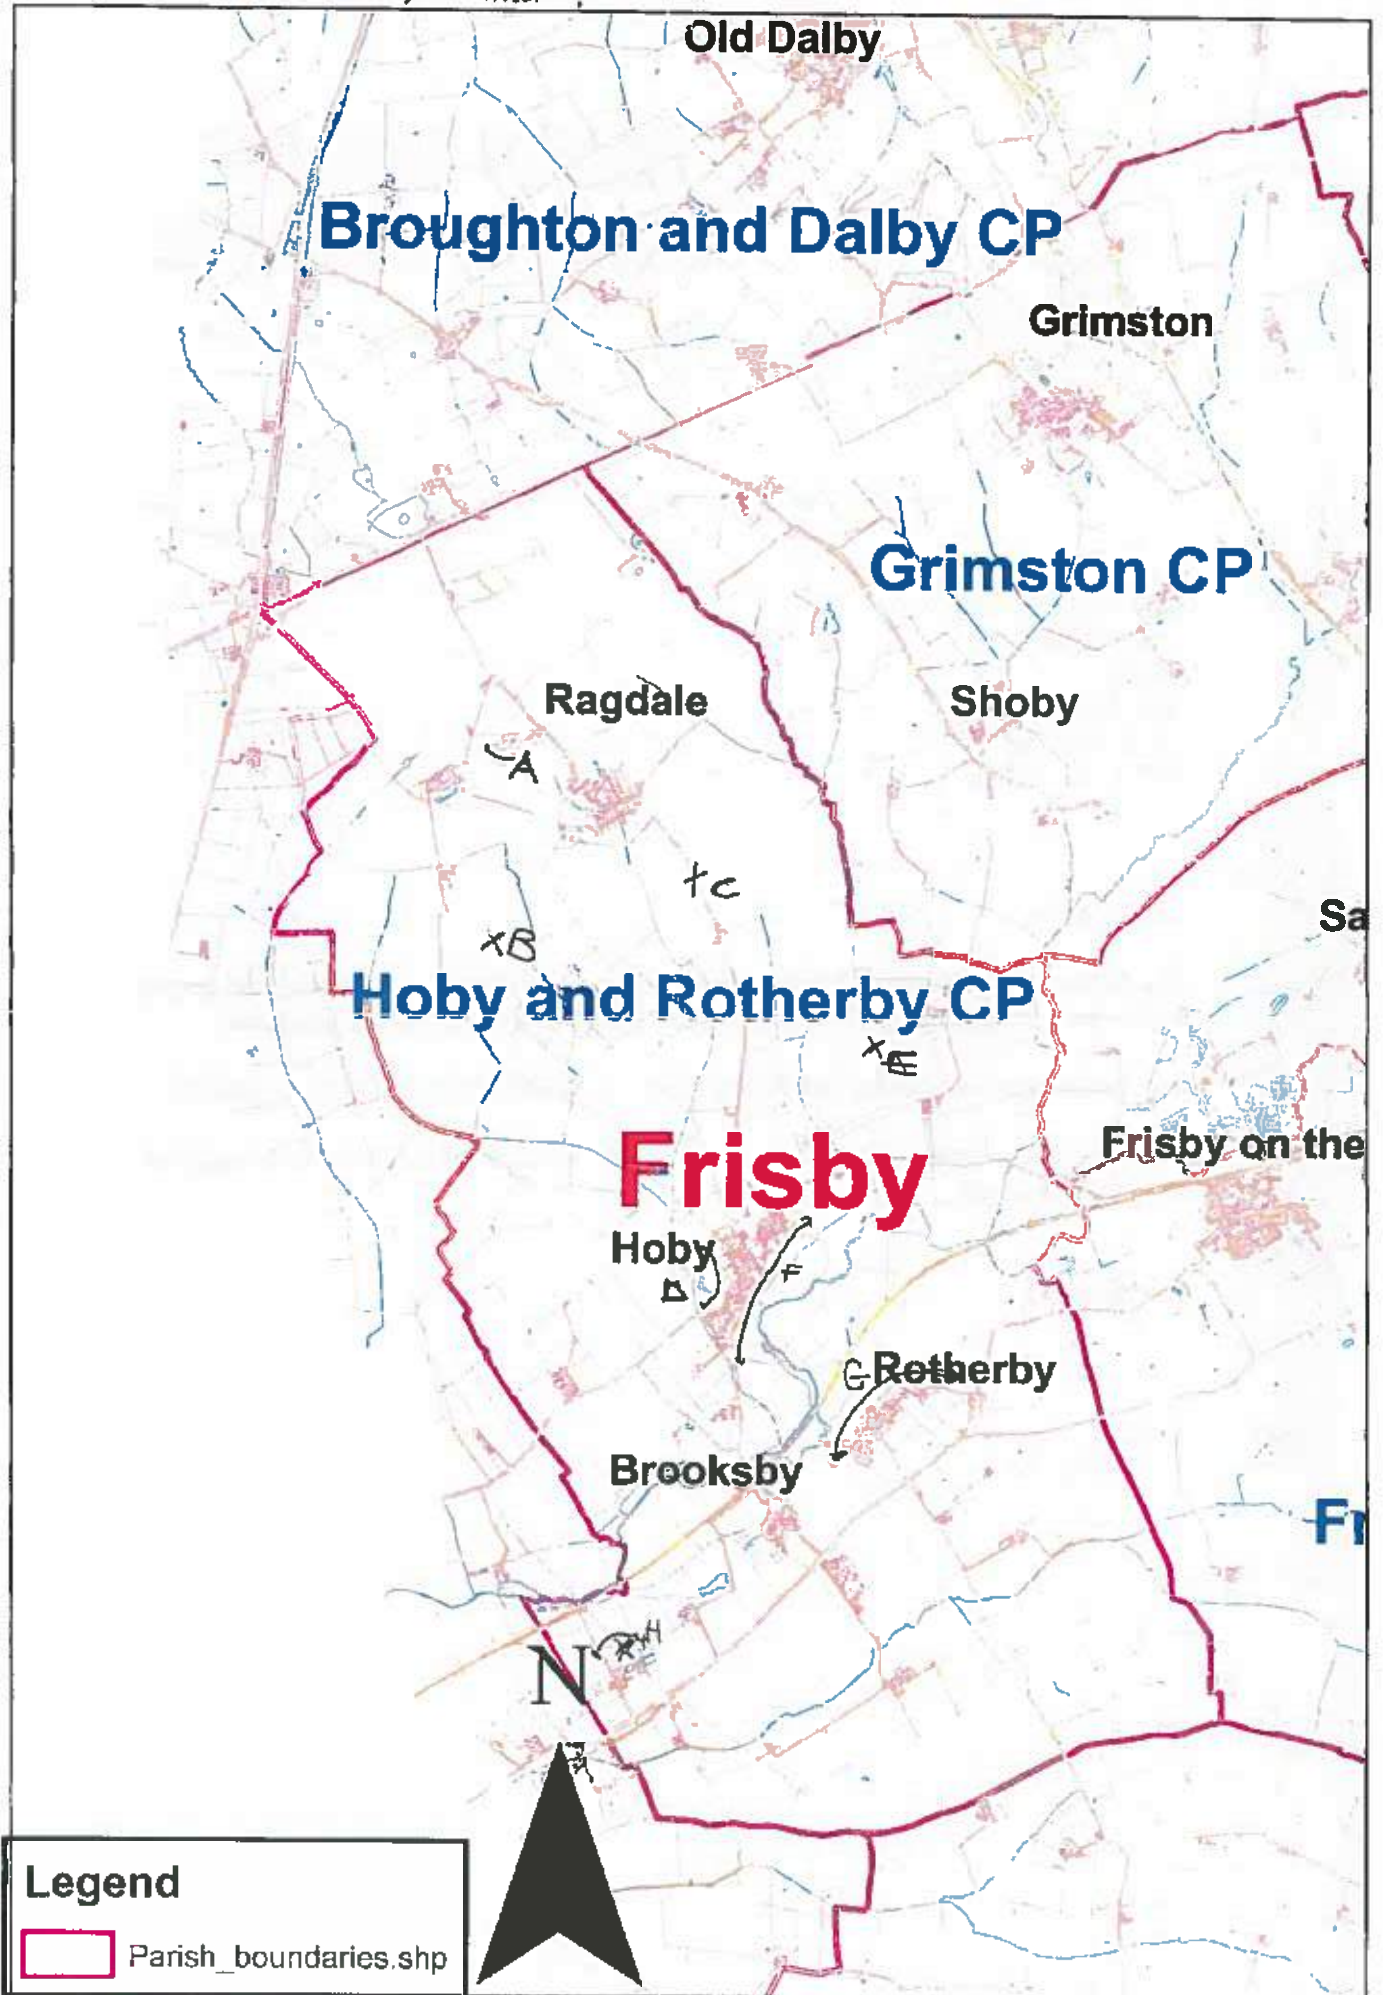 Old Dalby
Broughton and Dalby CP
Grimston
Grimston CP
Ragdale
Shoby
A
C
Sa
B
Hoby and Rotherby CP
E
Frisby
Frisby on the
Hoby
D
F
G Rotherby
Brooksby
Fr
H
N
Legend
Parish_boundaries.shp